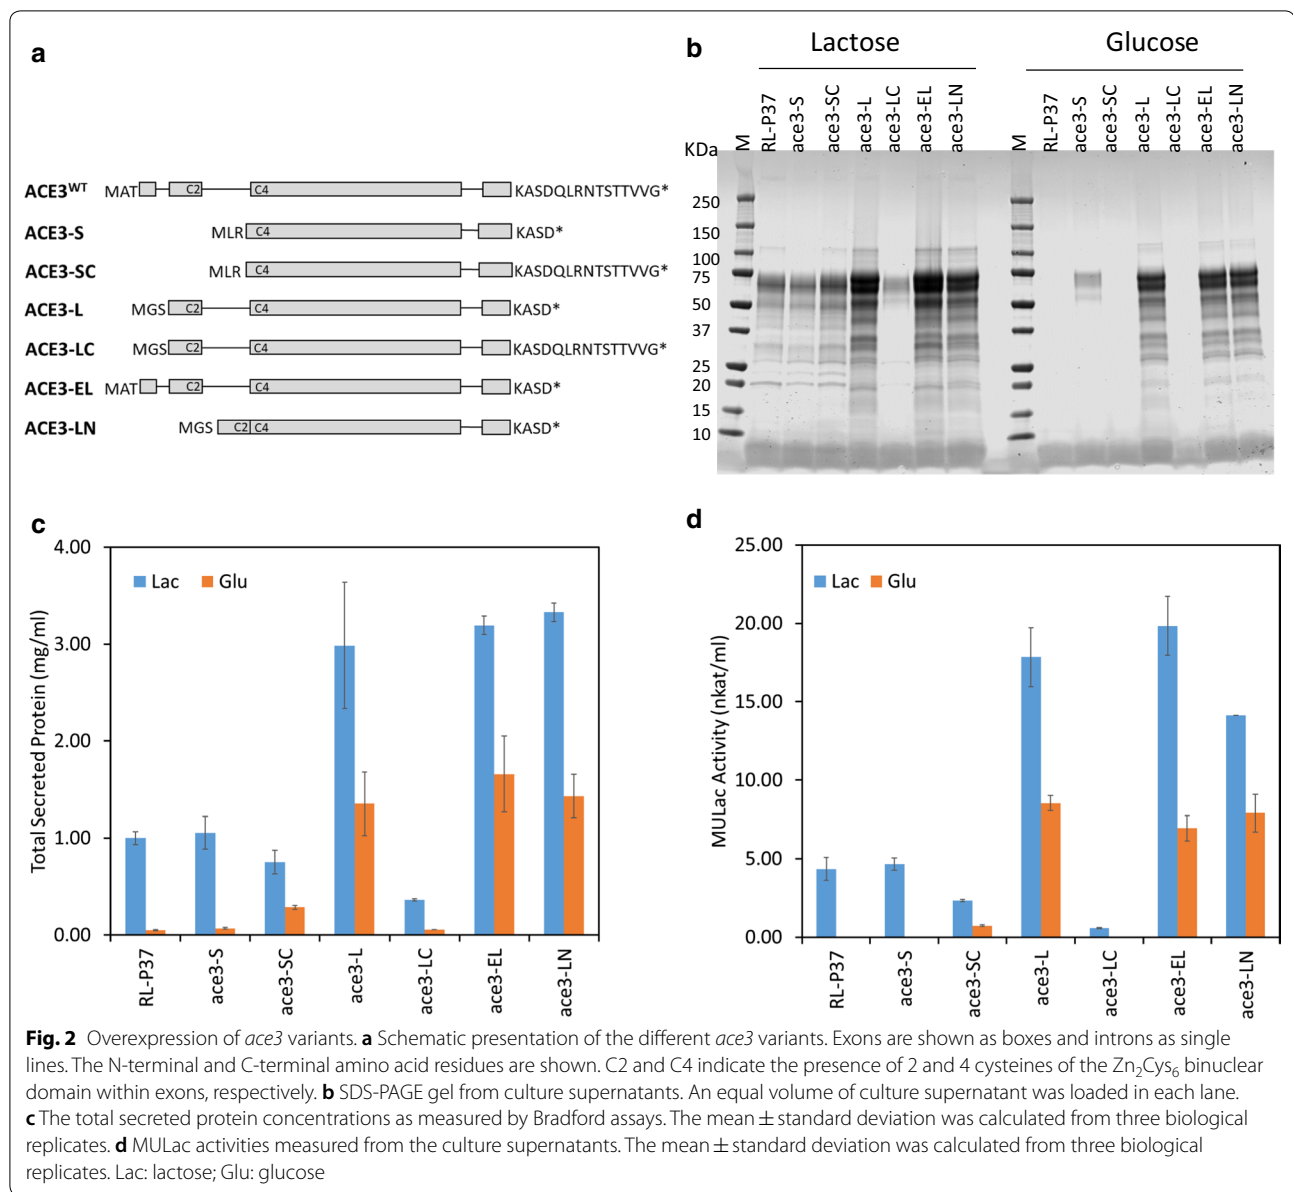 a
ACE3WT MAT C2 C4 KASDQLRNTSTTVVG*
ACE3-S MLR C4 KASD*
ACE3-SC MLR C4 KASDQLRNTSTTVVG*
ACE3-L MGS C2 C4 KASD*
ACE3-LC MGS C2 C4 KASDQLRNTSTTVVG*
ACE3-EL MAT C2 C4 KASD*
ACE3-LN MGS C2 C4 KASD*
b
Lactose Glucose
M RL-P37 ace3-S ace3-SC ace3-L ace3-LC ace3-EL ace3-LN M RL-P37 ace3-S ace3-SC ace3-L ace3-LC ace3-EL ace3-LN
KDa
250
150
100
75
50
37
25
20
15
10
c
Total Secreted Protein (mg/ml)
4.00
3.00
2.00
1.00
0.00
Lac Glu
RL-P37 ace3-S ace3-SC ace3-L ace3-LC ace3-EL ace3-LN
d
MULac Activity (nkat/ml)
25.00
20.00
15.00
10.00
5.00
0.00
Lac Glu
RL-P37 ace3-S ace3-SC ace3-L ace3-LC ace3-EL ace3-LN
Fig. 2 Overexpression of ace3 variants. a Schematic presentation of the different ace3 variants. Exons are shown as boxes and introns as single
lines. The N-terminal and C-terminal amino acid residues are shown. C2 and C4 indicate the presence of 2 and 4 cysteines of the Zn2Cys6 binuclear
domain within exons, respectively. b SDS-PAGE gel from culture supernatants. An equal volume of culture supernatant was loaded in each lane.
c The total secreted protein concentrations as measured by Bradford assays. The mean ± standard deviation was calculated from three biological
replicates. d MULac activities measured from the culture supernatants. The mean ± standard deviation was calculated from three biological
replicates. Lac: lactose; Glu: glucose